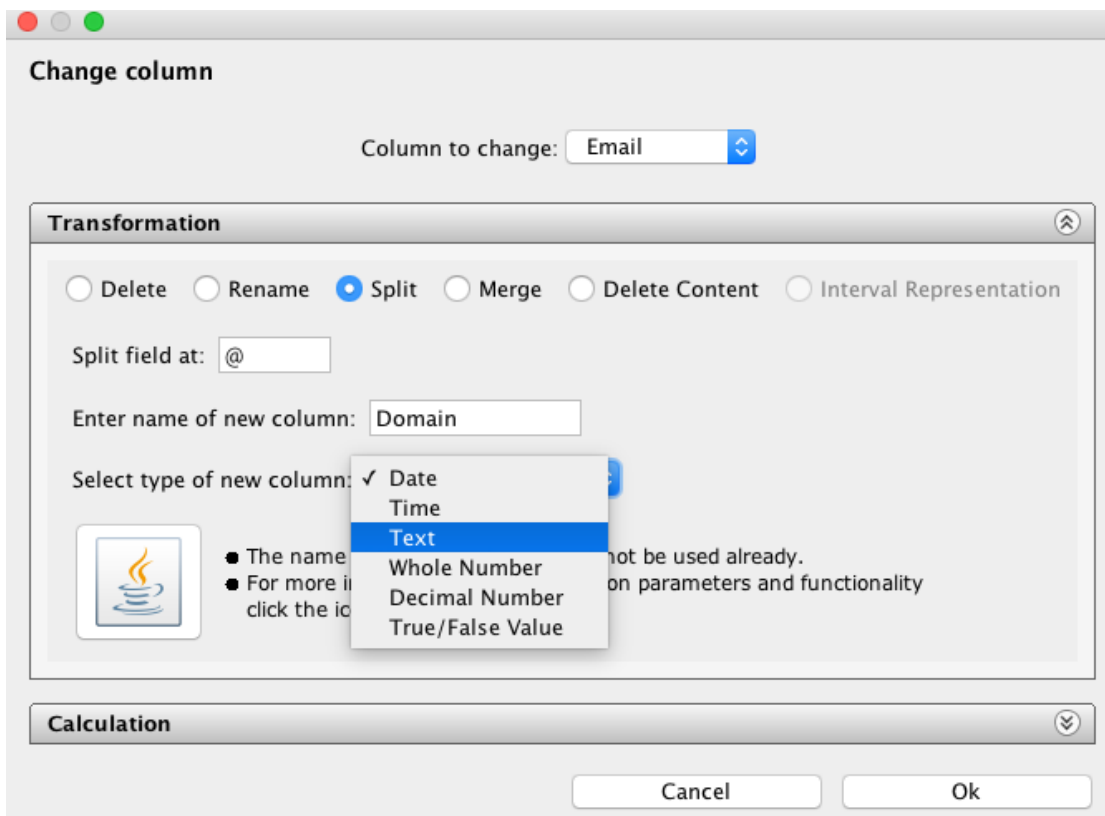 Change column
Column to change: Email
Transformation
Delete Rename Split Merge Delete Content Interval Representation
Split field at: @
Enter name of new column: Domain
Select type of new column: ✓ Date
Time
Text
Whole Number
Decimal Number
True/False Value
● The name not be used already.
● For more on parameters and functionality
click the
Calculation
Cancel Ok